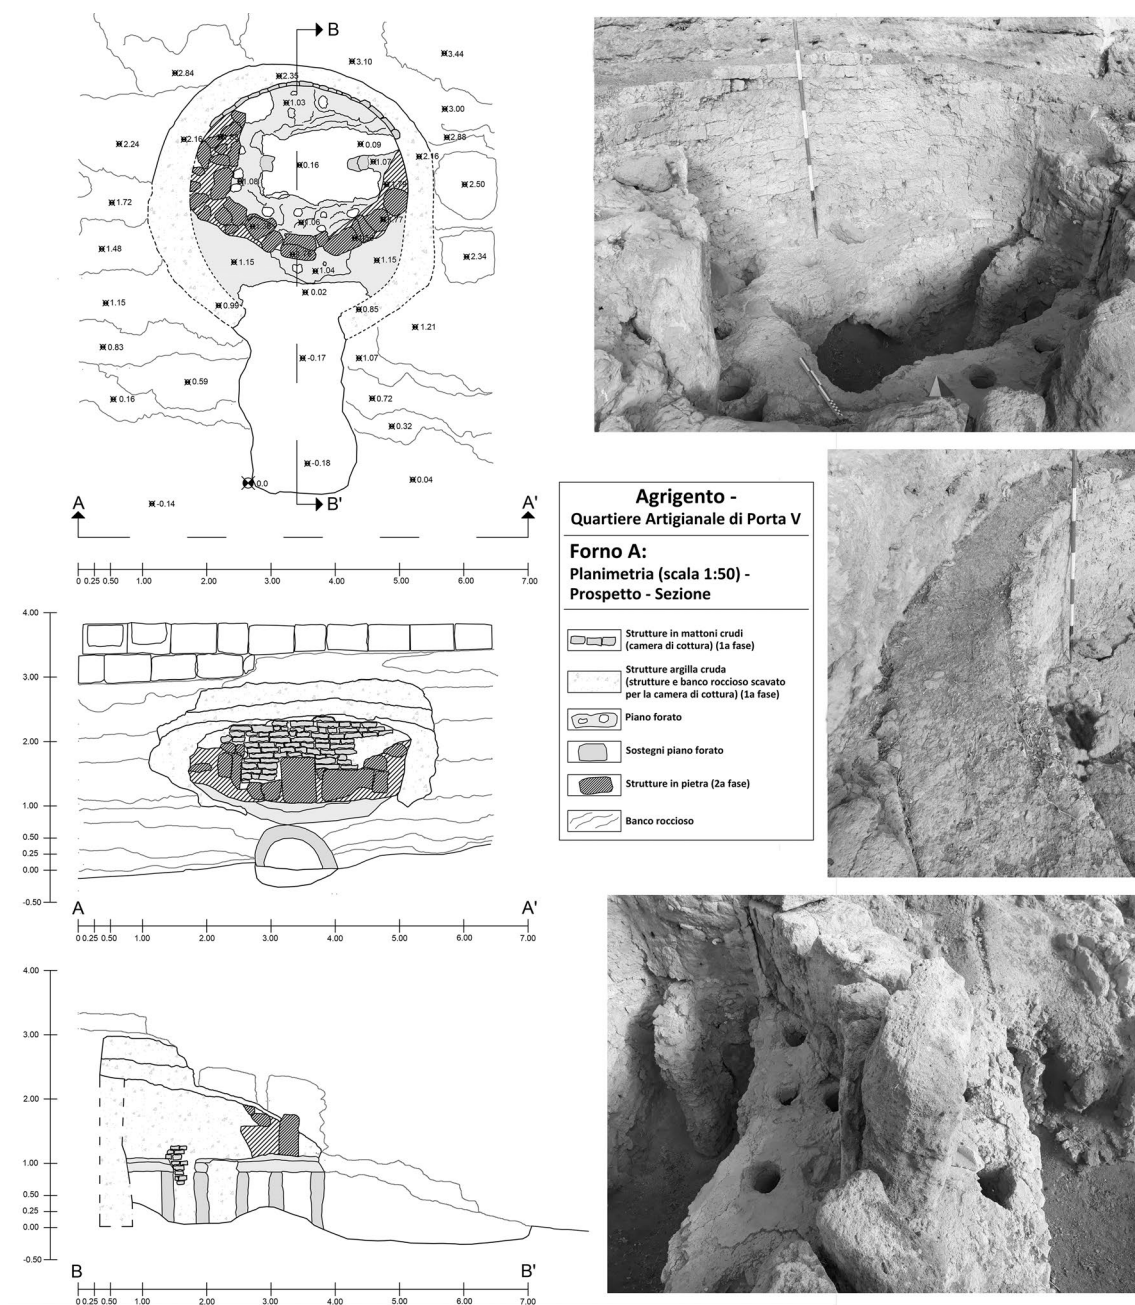 B
3.44
3.10
2.84
2.35
1.03
3.00
2.88
2.16
2.24
0.09
2.16
1.07
0.16
1.08
2.50
1.72
1.06
1.48
1.15
1.15
2.34
1.04
0.02
0.99
0.85
1.15
1.21
0.83
-0.17
1.07
0.59
0.16
0.72
0.32
-0.18
0.0
0.04
-0.14
A
B'
A'
0 0.25 0.50 1.00 2.00 3.00 4.00 5.00 6.00 7.00
Agrigento -
Quartiere Artigianale di Porta V
Forno A:
Planimetria (scala 1:50) -
Prospetto - Sezione
Strutture in mattoni crudi
(camera di cottura) (1a fase)
Strutture argilla cruda
(strutture e banco roccioso scavato
per la camera di cottura) (1a fase)
Piano forato
Sostegni piano forato
Strutture in pietra (2a fase)
Banco roccioso
4.00
3.00
2.00
1.00
0.50
0.25
0.00
-0.50
A
A'
0 0.25 0.50 1.00 2.00 3.00 4.00 5.00 6.00 7.00
4.00
3.00
2.00
1.00
0.50
0.25
0.00
-0.50
B
B'
0 0.25 0.50 1.00 2.00 3.00 4.00 5.00 6.00 7.00